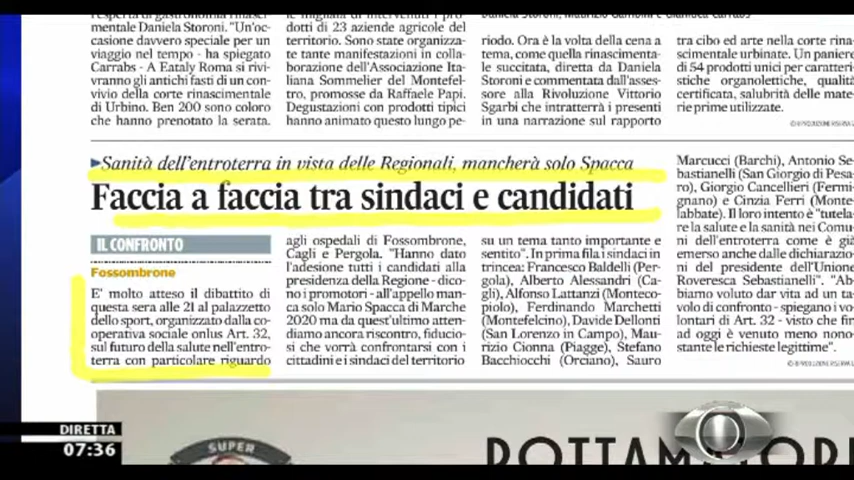 mentale Daniela Storoni. "Un'oc-
casione davvero speciale per un
viaggio nel tempo - ha spiegato
Carrabs - A Eataly Roma si rivi-
vranno gli antichi fasti di un con-
vivio della corte rinascimentale
di Urbino. Ben 200 sono coloro
che hanno prenotato la serata.
dotti di 23 aziende agricole del
territorio. Sono state organizza-
te tante manifestazioni in colla-
borazione dell'Associazione Ita-
liana Sommelier del Montefel-
tro, promosse da Raffaele Papi.
Degustazioni con prodotti tipici
hanno animato questo lungo pe-
riodo. Ora è la volta della cena a
tema, come quella rinascimenta-
le suddetta, diretta da Daniela
Storoni e commentata dall'asses-
sore alla Rivoluzione Vittorio
Sgarbi che intratterrà i presenti
in una narrazione sul rapporto
tra cibo ed arte nella corte rina-
scimentale urbinate. Un paniere
di 54 prodotti unici per caratteri-
stiche organolettiche, qualità
certificata, salubrità delle mate-
rie prime utilizzate.
Sanità dell'entroterra in vista delle Regionali, mancherà solo Spacca
Faccia a faccia tra sindaci e candidati
IL CONFRONTO
Fossombrone
E' molto atteso il dibattito di
questa sera alle 21 al palazzetto
dello sport, organizzato dalla co-
operativa sociale onlus Art. 32,
sul futuro della salute nell'entro-
terra con particolare riguardo
agli ospedali di Fossombrone,
Cagli e Pergola. "Hanno dato
l'adesione tutti i candidati alla
presidenza della Regione - dico-
no i promotori - all'appello man-
ca solo Mario Spacca di Marche
2020 ma da quest'ultimo atten-
diamo ancora riscontro, fiducio-
si che vorrà confrontarsi con i
cittadini e i sindaci del territorio
su un tema tanto importante e
sentito". In prima fila i sindaci in
trincea: Francesco Baldelli (Per-
gola), Alberto Alessandri (Ca-
gli), Alfonso Lattanzi (Monteco-
piolo), Ferdinando Marchetti
(Montefelcino), Davide Dellonti
(San Lorenzo in Campo), Mau-
rizio Cionna (Piagge), Stefano
Bacchiocchi (Orciano), Sauro
Marcucci (Barchi), Antonio Se-
bastianelli (San Giorgio di Pesa-
ro), Giorgio Cancellieri (Fermi-
gnano) e Cinzia Ferri (Monte-
labbate). Il loro intento è "tutela-
re la salute e la sanità nei Comu-
ni dell'entroterra come è già
emerso anche dalle dichiarazio-
ni del presidente dell'Unione
Roveresca Sebastianelli". "Ab-
biamo voluto dar vita ad un ta-
volo di confronto - spiegano i vo-
lontari di Art. 32 - visto che fin
ad oggi è venuto meno nono-
stante le richieste legittime".
SUPER
DIRETTA
07:36